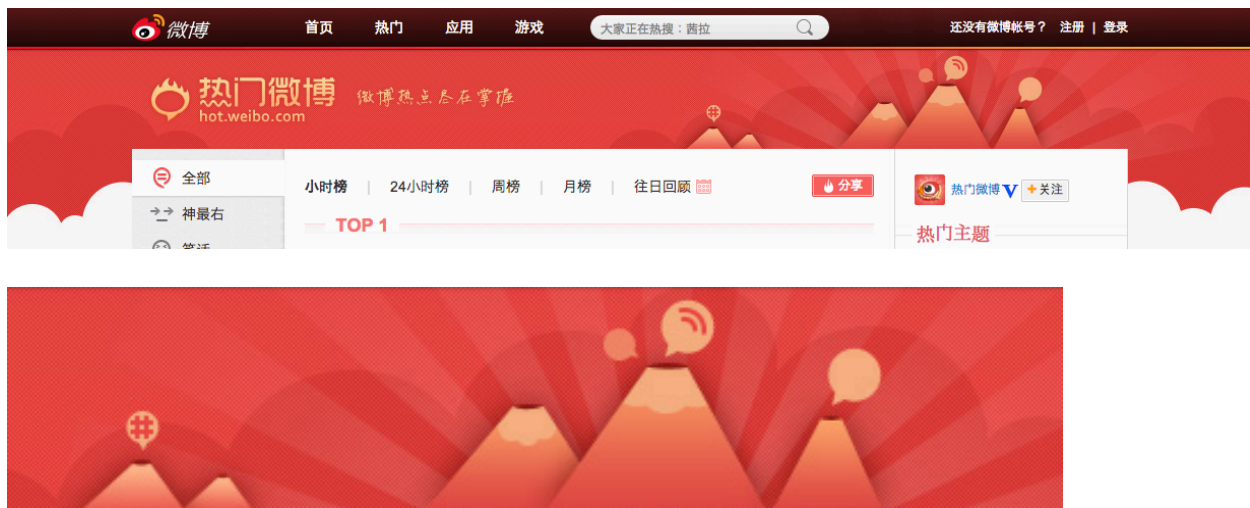 微博 首页 热门 应用 游戏 大家正在热搜：茜拉 还没有微博帐号？ 注册 | 登录
热门微博 微博热点尽在掌握
hot.weibo.com
全部
神最右
笑话
小时榜 | 24小时榜 | 周榜 | 月榜 | 往日回顾 分享
TOP 1
热门微博 V +关注
热门主题